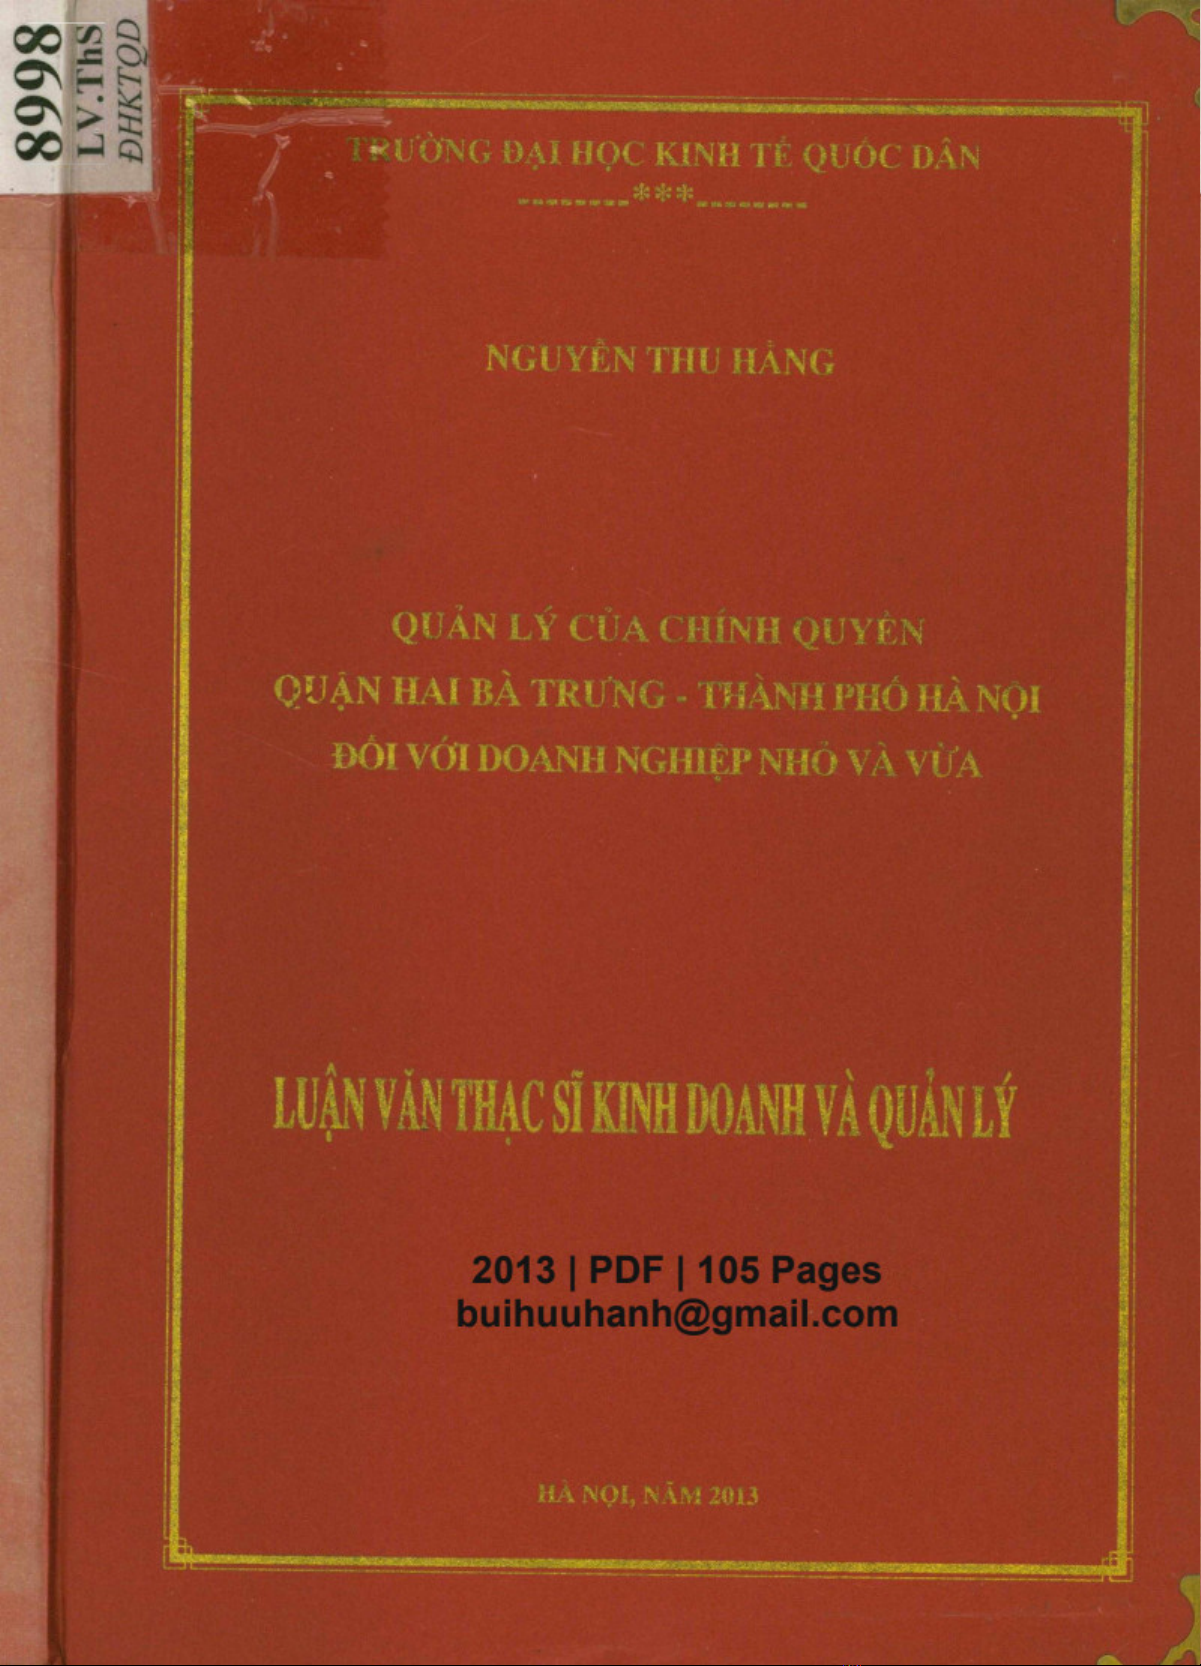 8998
LV.ThS
ĐHKTQD
TRƯỜNG ĐẠI HỌC KINH TẾ QUỐC DÂN
---------***---------
NGUYỄN THU HẰNG
QUẢN LÝ CỦA CHÍNH QUYỀN
QUẬN HAI BÀ TRƯNG - THÀNH PHỐ HÀ NỘI
ĐỐI VỚI DOANH NGHIỆP NHỎ VÀ VỪA
LUẬN VĂN THẠC SĨ KINH DOANH VÀ QUẢN LÝ
2013 | PDF | 105 Pages
buihuuhanh@gmail.com
HÀ NỘI, NĂM 2013